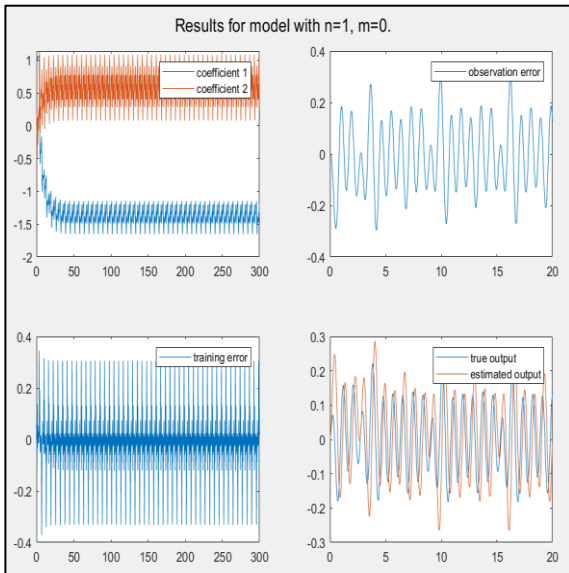 Results for model with n=1, m=0.
coefficient 1
coefficient 2
1
0.5
0
-0.5
-1
-1.5
-2
0 50 100 150 200 250 300
observation error
0.4
0.2
0
-0.2
-0.4
0 5 10 15 20
training error
0.4
0.2
0
-0.2
-0.4
0 50 100 150 200 250 300
true output
estimated output
0.3
0.2
0.1
0
-0.1
-0.2
-0.3
0 5 10 15 20